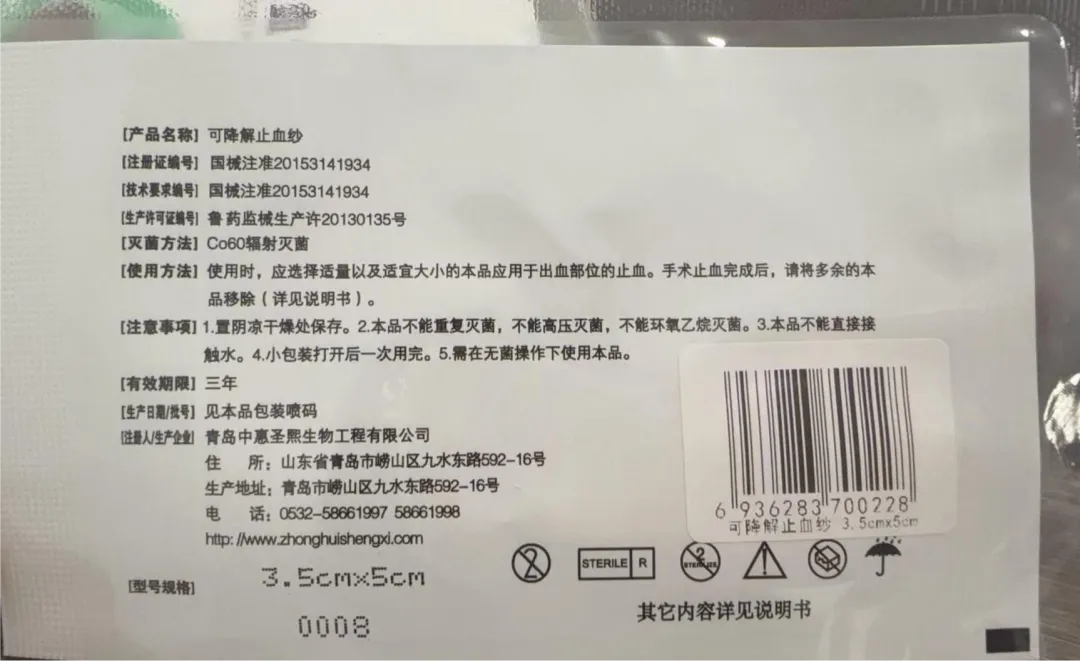 [产品名称] 可降解止血纱
[注册证编号] 国械注准20153141934
[技术要求编号] 国械注准20153141934
[生产许可证编号] 鲁药监械生产许20130135号
[灭菌方法] Co60辐射灭菌
[使用方法] 使用时，应选择适量以及适宜大小的本品应用于出血部位的止血。手术止血完成后，请将多余的本
品移除（详见说明书）。
[注意事项] 1.置阴凉干燥处保存。2.本品不能重复灭菌，不能高压灭菌，不能环氧乙烷灭菌。3.本品不能直接接
触水。4.小包装打开后一次用完。5.需在无菌操作下使用本品。
[有效期限] 三年
[生产日期/批号] 见本品包装喷码
[注册人/生产企业] 青岛中惠圣熙生物工程有限公司
住 所：山东省青岛市崂山区九水东路592-16号
生产地址：青岛市崂山区九水东路592-16号
电 话：0532-58661997 58661998
http://www.zhonghuishengxi.com
6 936283 700228
可降解止血纱 3.5cmx5cm
2 STERILE R 2 STERILIZE
[型号规格] 3.5cmx5cm
0008
其它内容详见说明书